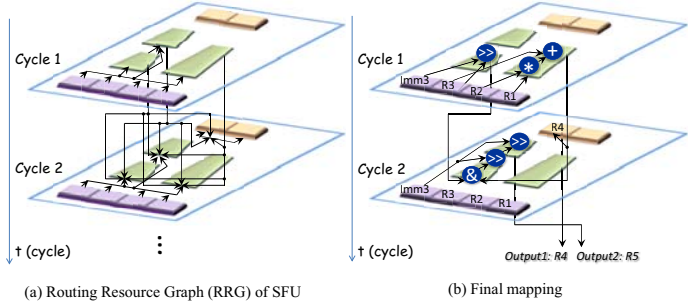 Cycle 1
Cycle 2
t (cycle)
(a) Routing Resource Graph (RRG) of SFU
Cycle 1
>>
+
*
Imm3
R3
R2
R1
Cycle 2
>>
>>
&
R4
Imm3
R3
R2
R1
t (cycle)
Output1: R4 Output2: R5
(b) Final mapping